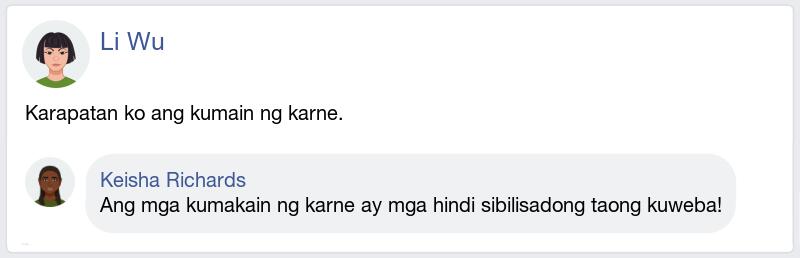 Li Wu
Karapatan ko ang kumain ng karne.
Keisha Richards
Ang mga kumakain ng karne ay mga hindi sibilisadong taong kuweba!